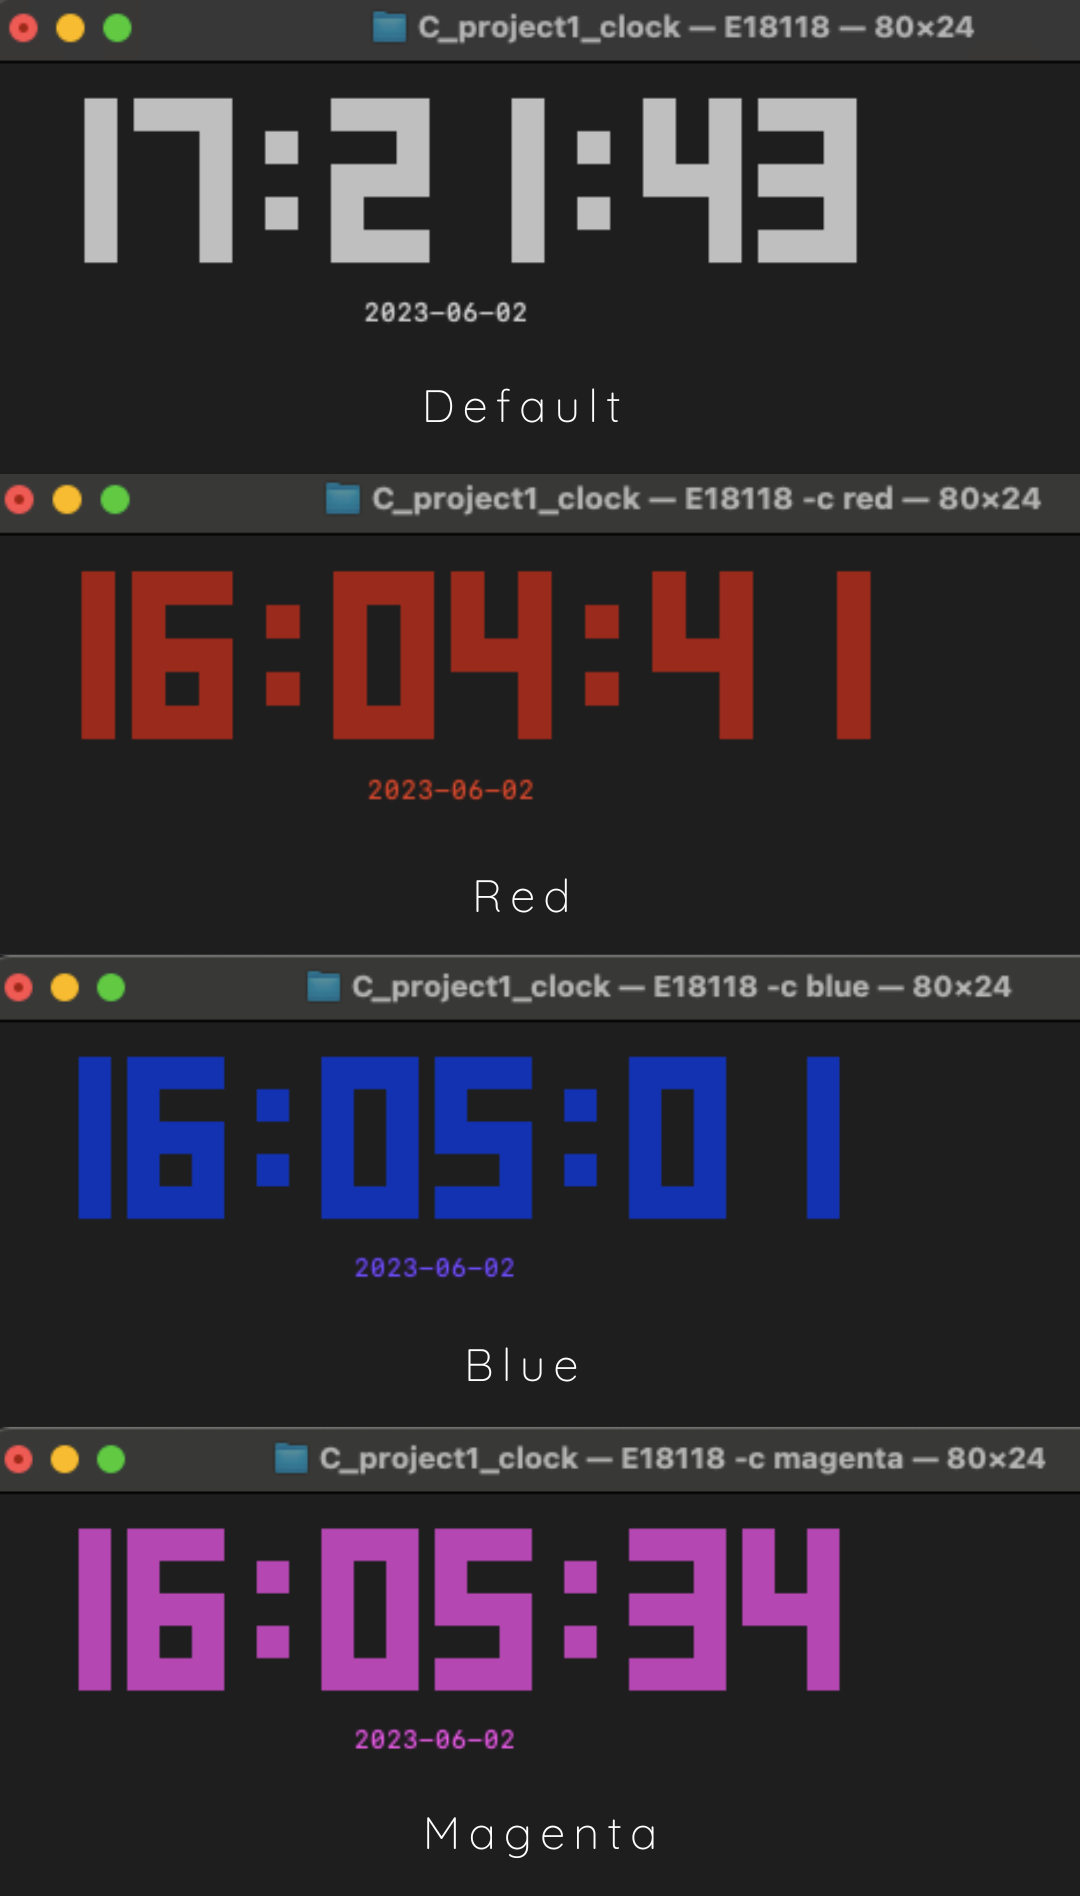 C_project1_clock — E18118 — 80×24
17:21:43
2023-06-02
Default
C_project1_clock — E18118 -c red — 80×24
16:04:41
2023-06-02
Red
C_project1_clock — E18118 -c blue — 80×24
16:05:01
2023-06-02
Blue
C_project1_clock — E18118 -c magenta — 80×24
16:05:34
2023-06-02
Magenta